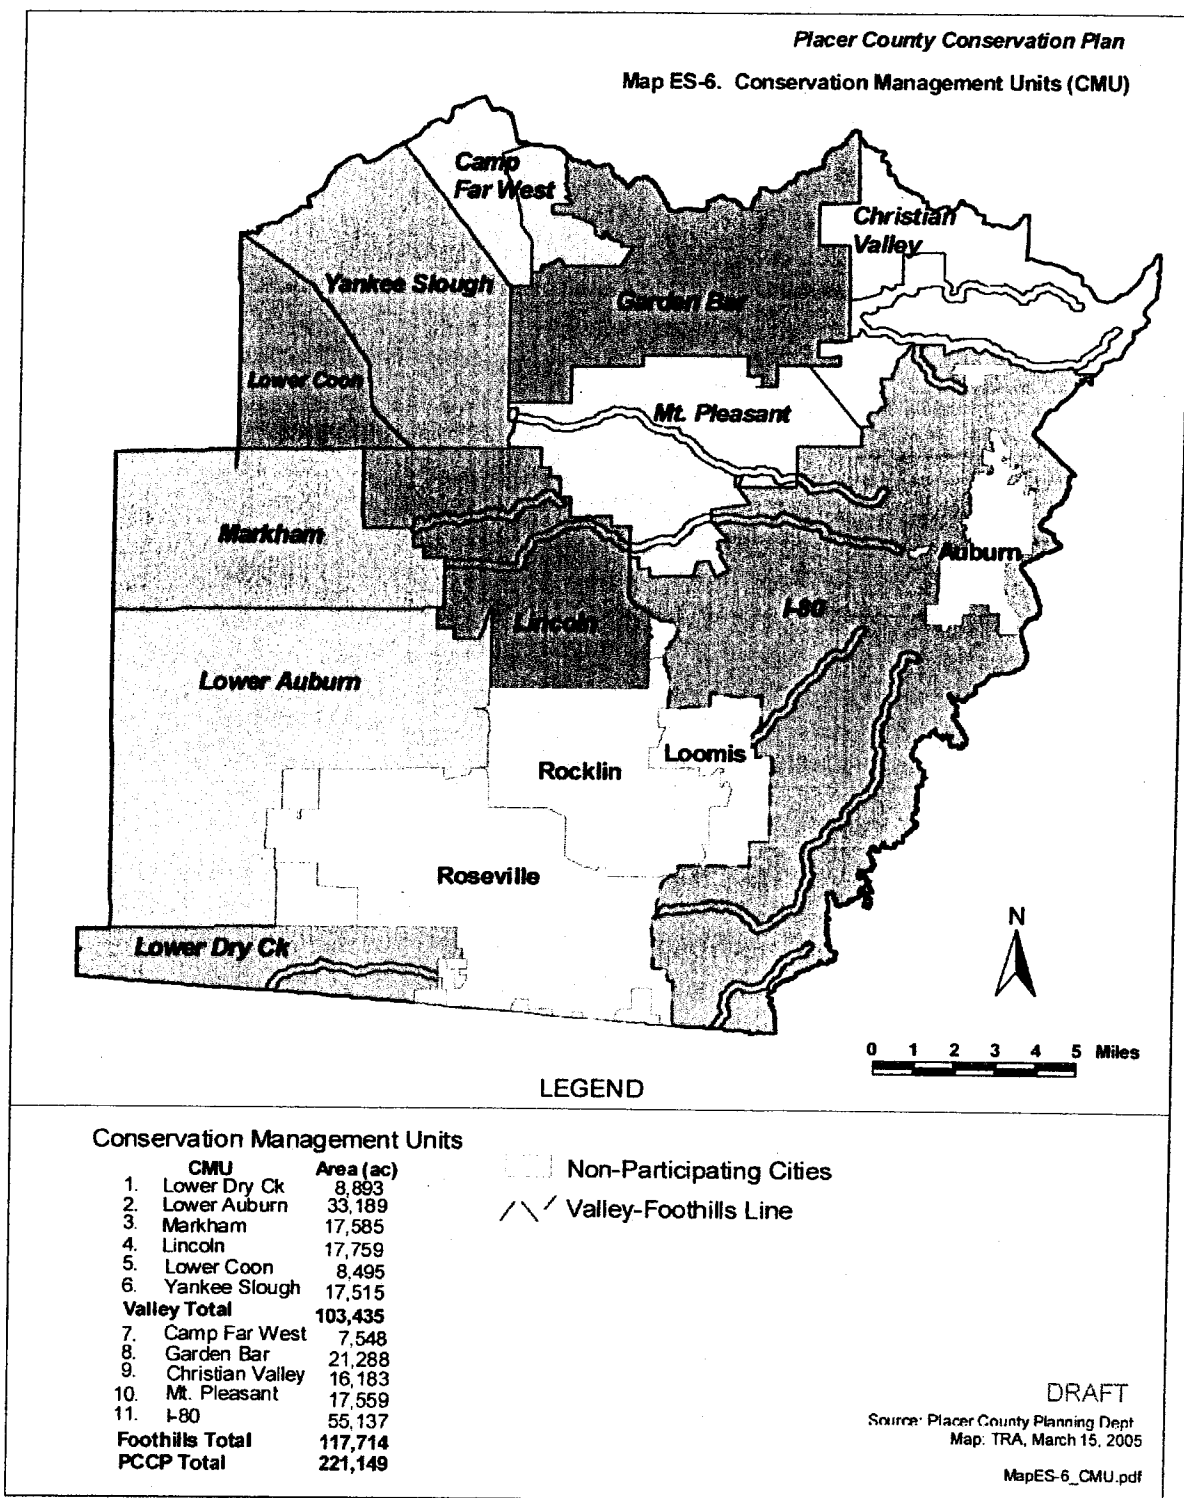 Placer County Conservation Plan
Map ES-6. Conservation Management Units (CMU)
Camp
Far West
Christian
Valley
Yankee Slough
Garden Bar
Lower Coon
Mt. Pleasant
Markham
Auburn
I-80
Lincoln
Lower Auburn
Loomis
Rocklin
Roseville
Lower Dry Ck
N
0 1 2 3 4 5 Miles
LEGEND
Conservation Management Units
CMU Area (ac)
1. Lower Dry Ck 8,893
2. Lower Auburn 33,189
3. Markham 17,585
4. Lincoln 17,759
5. Lower Coon 8,495
6. Yankee Slough 17,515
Valley Total 103,435
7. Camp Far West 7,548
8. Garden Bar 21,288
9. Christian Valley 16,183
10. Mt. Pleasant 17,559
11. I-80 55,137
Foothills Total 117,714
PCCP Total 221,149
Non-Participating Cities
Valley-Foothills Line
DRAFT
Source: Placer County Planning Dept
Map: TRA, March 15, 2005
MapES-6_CMU.pdf